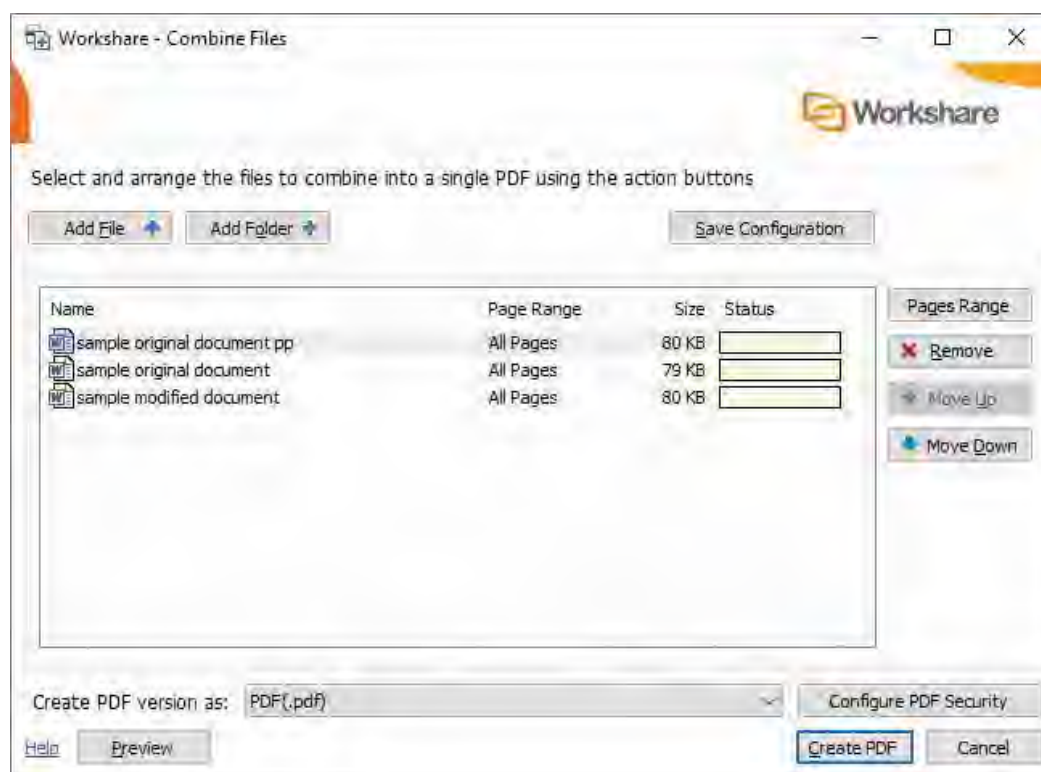 Workshare - Combine Files
Workshare
Select and arrange the files to combine into a single PDF using the action buttons
Add File Add Folder Save Configuration
Name Page Range Size Status Pages Range
sample original document pp All Pages 80 KB
Remove
sample original document All Pages 79 KB
sample modified document All Pages 80 KB
Move Up
Move Down
Create PDF version as: PDF(.pdf) Configure PDF Security
Help Preview Create PDF Cancel